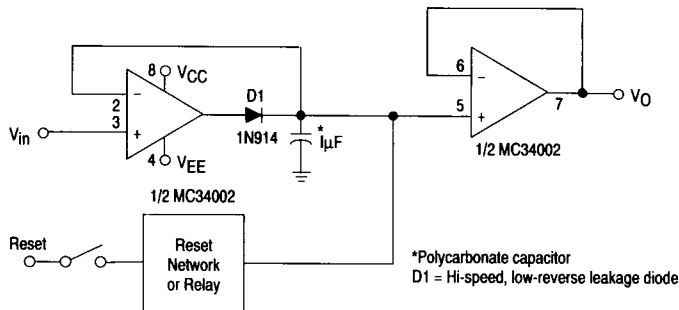 6
8 VCC
D1
2
3
5
7
VO
Vin
1N914
*
1µF
4 VEE
1/2 MC34002
1/2 MC34002
Reset
Reset
Network
or Relay
*Polycarbonate capacitor
D1 = Hi-speed, low-reverse leakage diode